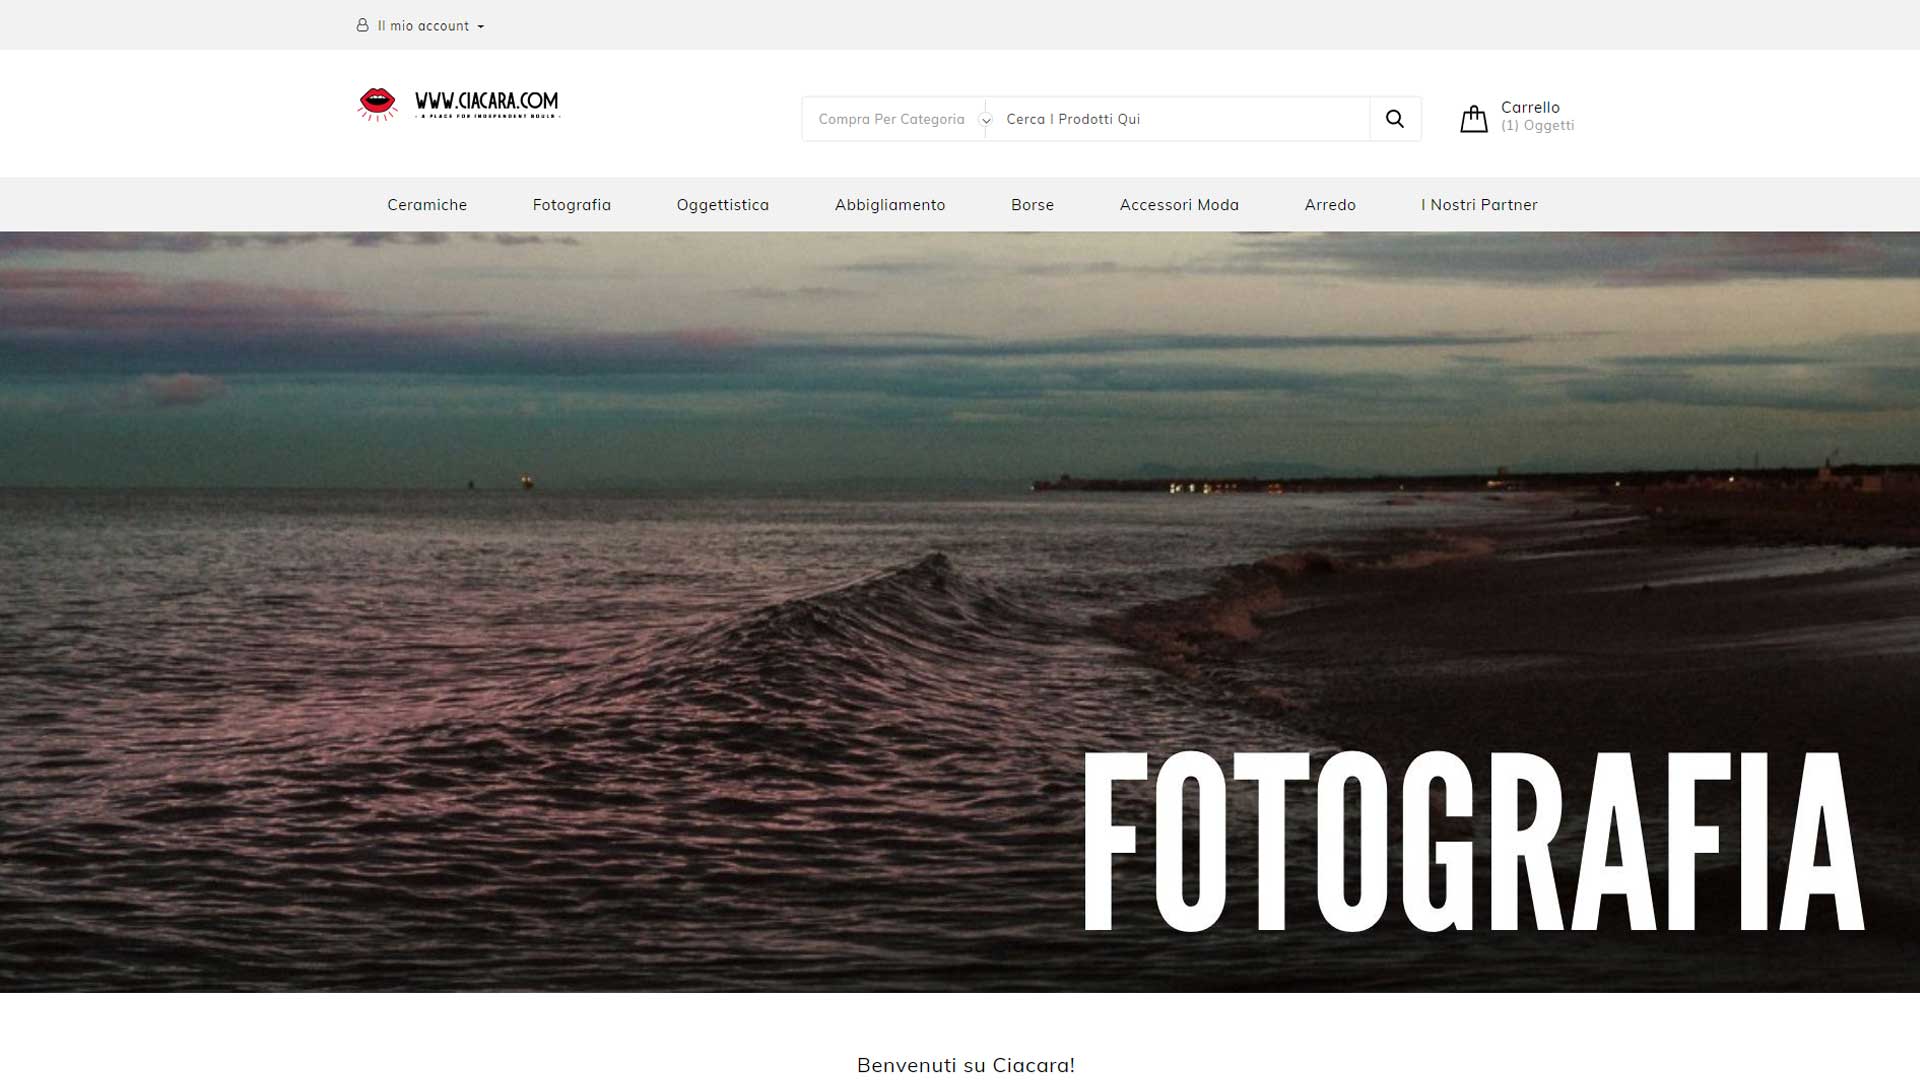 Il mio account
WWW.CIACARA.COM
- A PLACE FOR INDEPENDENT SOULS -
Compra Per Categoria
Cerca I Prodotti Qui
Carrello
(1) Oggetti
Ceramiche
Fotografia
Oggettistica
Abbigliamento
Borse
Accessori Moda
Arredo
I Nostri Partner
FOTOGRAFIA
Benvenuti su Ciacara!